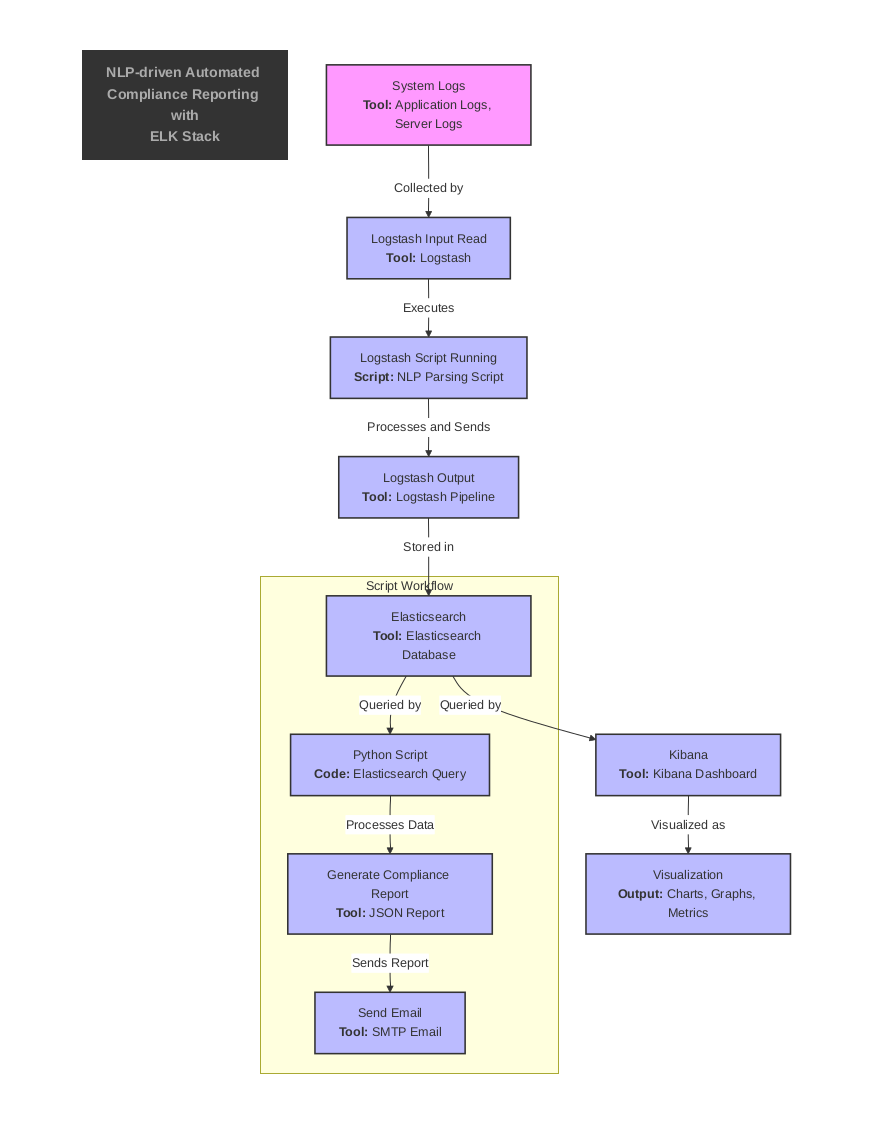 NLP-driven Automated
Compliance Reporting
with
ELK Stack
System Logs
Tool: Application Logs,
Server Logs
Collected by
Logstash Input Read
Tool: Logstash
Executes
Logstash Script Running
Script: NLP Parsing Script
Processes and Sends
Logstash Output
Tool: Logstash Pipeline
Stored in
Script Workflow
Elasticsearch
Tool: Elasticsearch
Database
Queried by
Queried by
Python Script
Code: Elasticsearch Query
Kibana
Tool: Kibana Dashboard
Processes Data
Visualized as
Generate Compliance
Report
Tool: JSON Report
Visualization
Output: Charts, Graphs,
Metrics
Sends Report
Send Email
Tool: SMTP Email